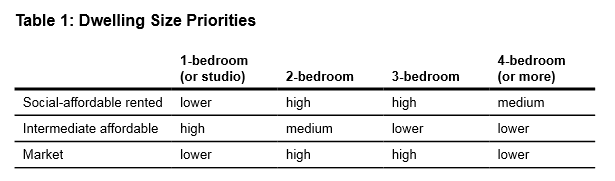 Table 1: Dwelling Size Priorities
1-bedroom (or studio) 2-bedroom 3-bedroom 4-bedroom (or more)
Social-affordable rented lower high high medium
Intermediate affordable high medium lower lower
Market lower high high lower